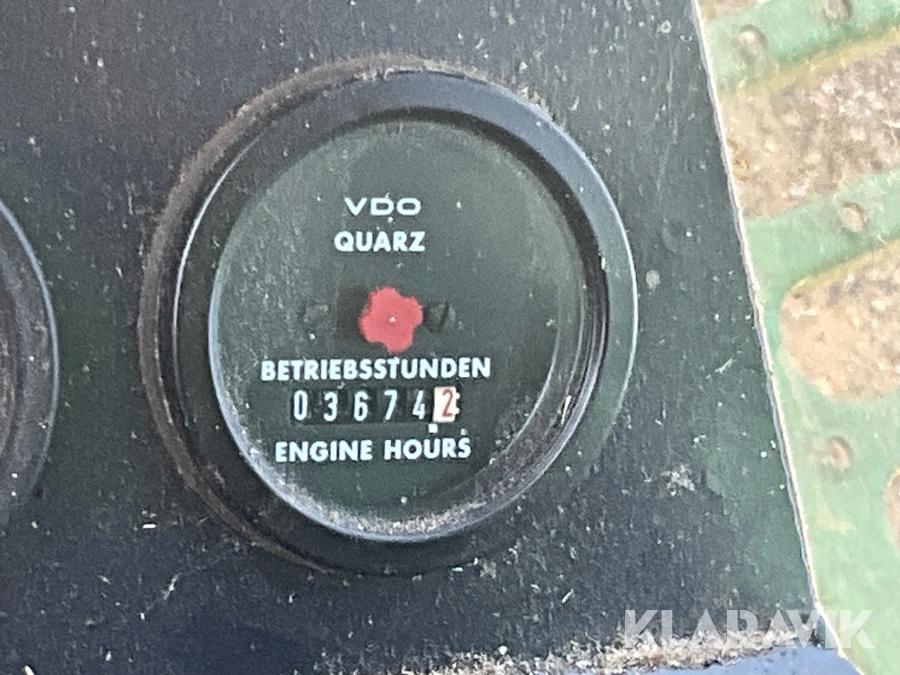 VDO
QUARZ
BETRIEBSSTUNDEN
036742
ENGINE HOURS
KLARAVIK